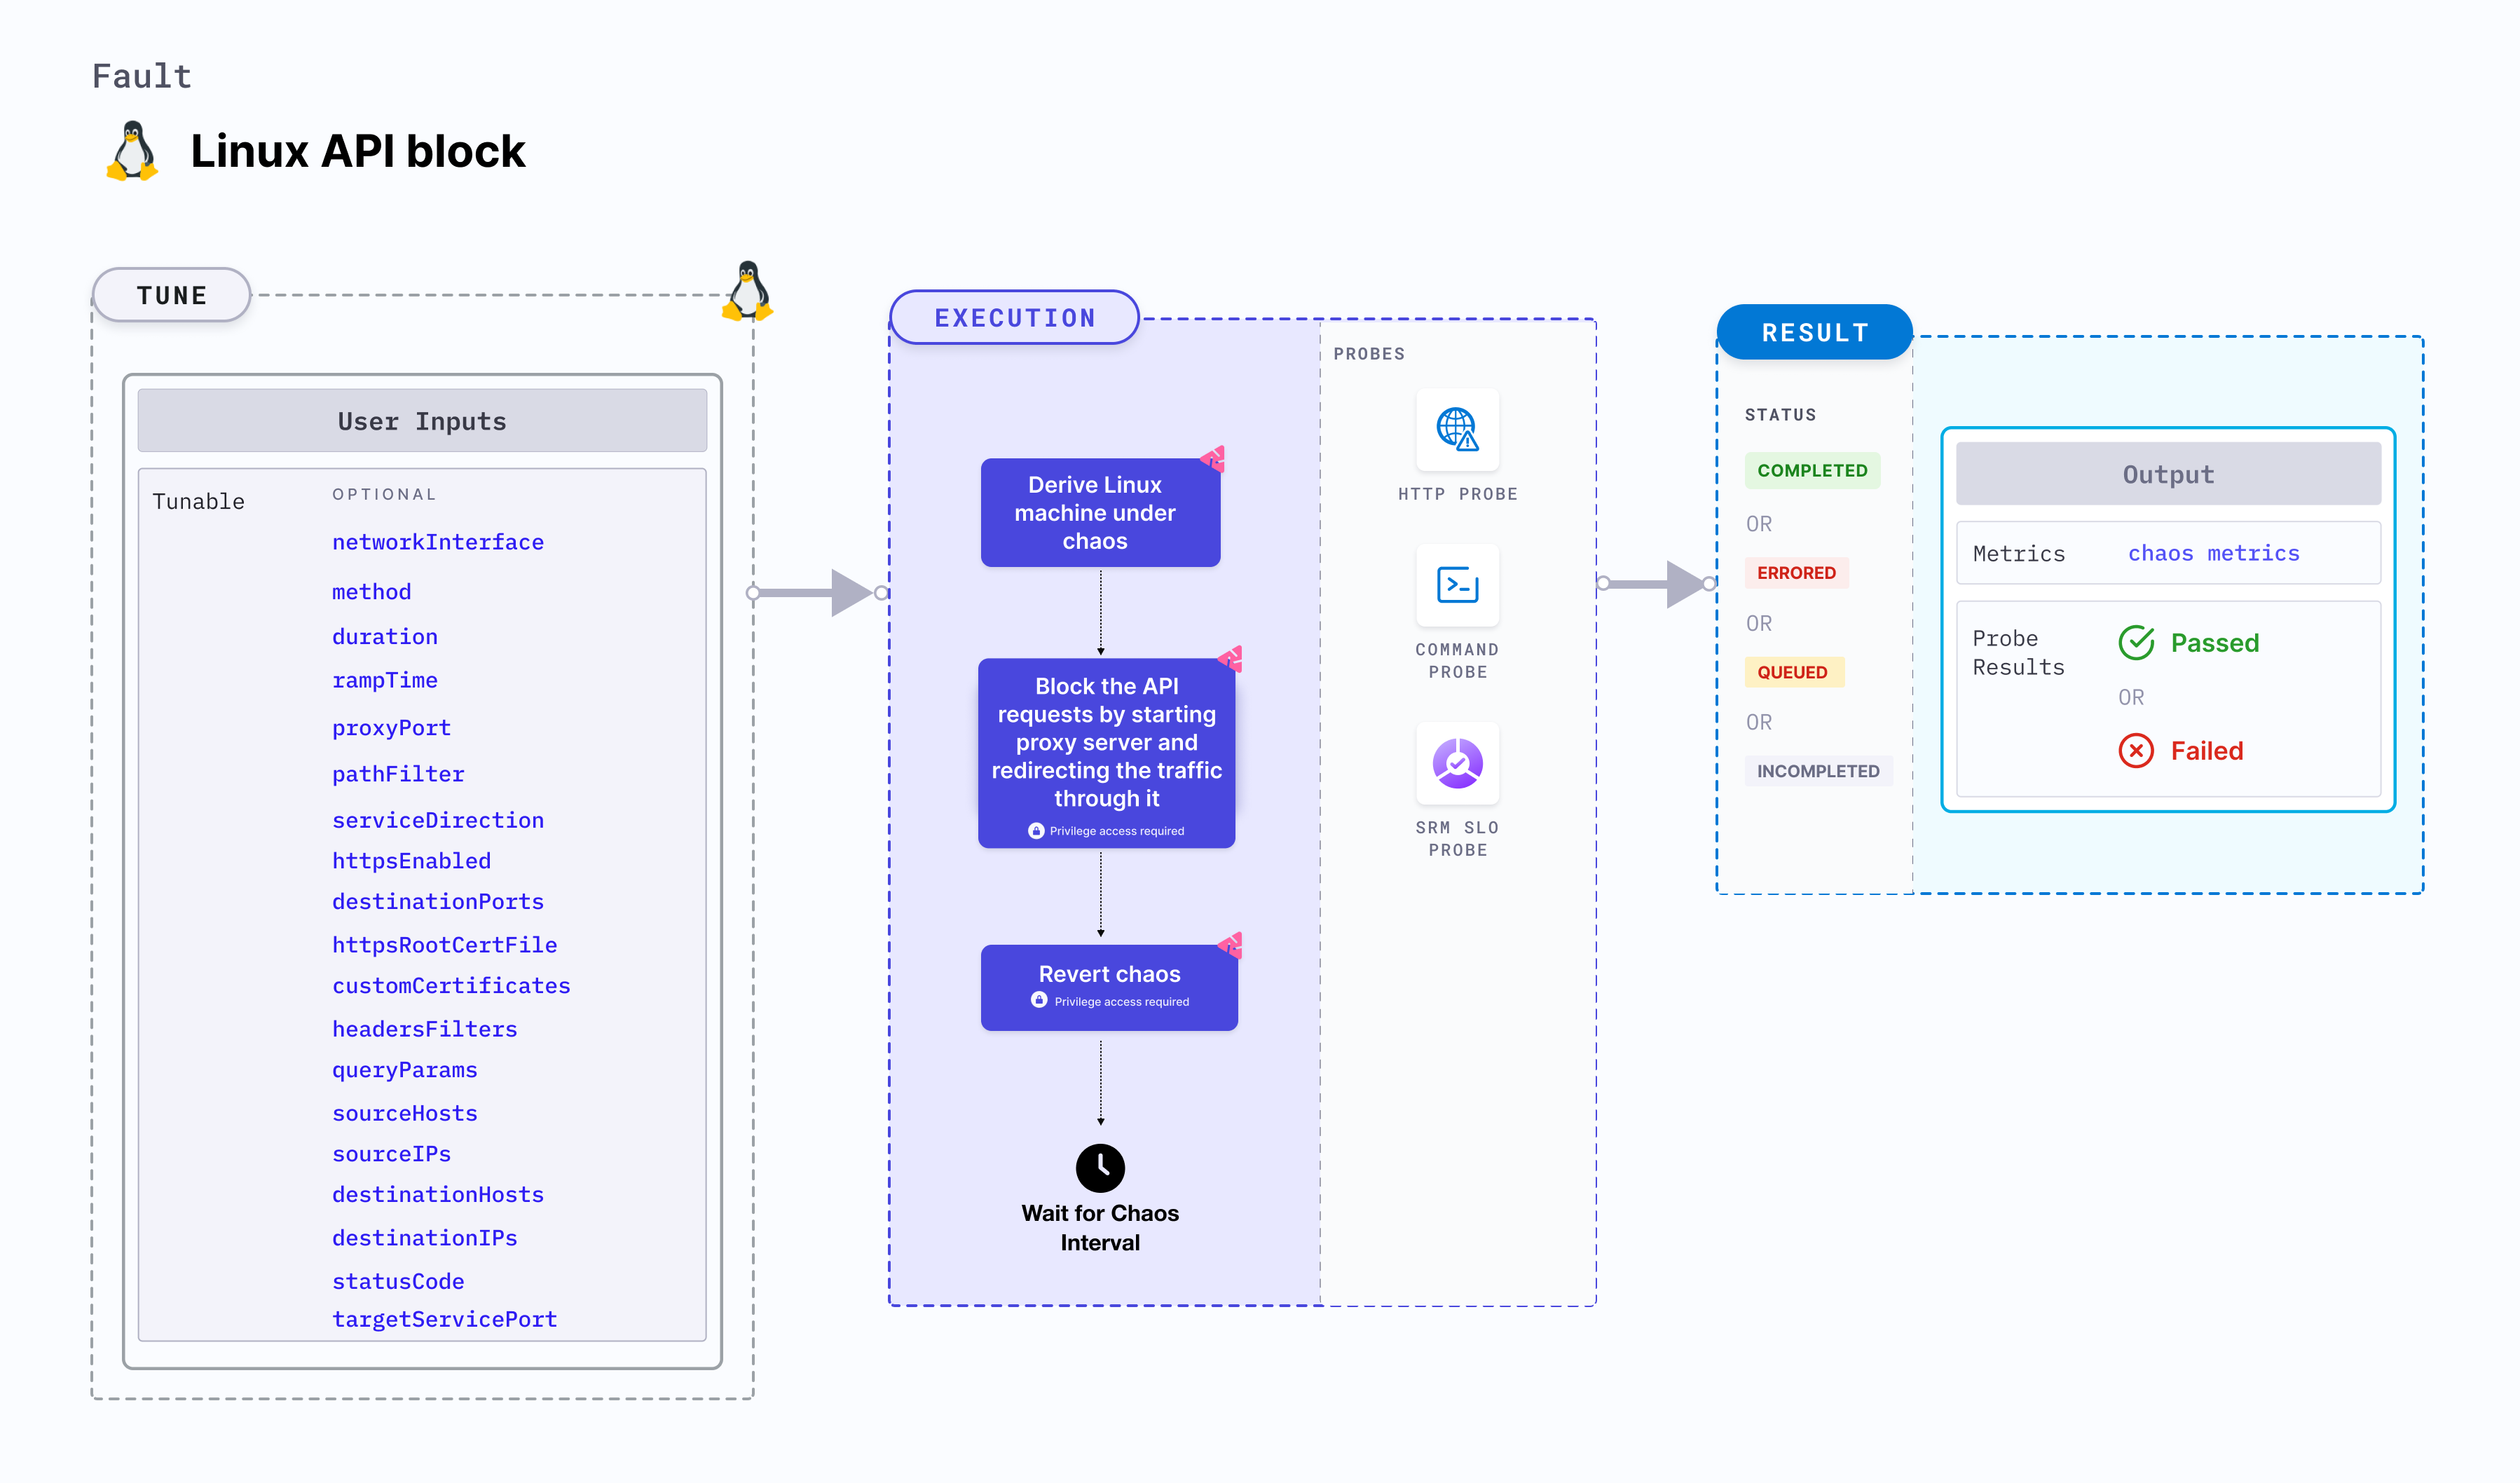 Fault
Linux API block
TUNE
User Inputs
Tunable
OPTIONAL
networkInterface
method
duration
rampTime
proxyPort
pathFilter
serviceDirection
httpsEnabled
destinationPorts
httpsRootCertFile
customCertificates
headersFilters
queryParams
sourceHosts
sourceIPs
destinationHosts
destinationIPs
statusCode
targetServicePort
EXECUTION
Derive Linux
machine under
chaos
Block the API
requests by starting
proxy server and
redirecting the traffic
through it
Privilege access required
Revert chaos
Privilege access required
Wait for Chaos
Interval
PROBES
HTTP PROBE
COMMAND
PROBE
SRM SLO
PROBE
RESULT
STATUS
COMPLETED
OR
ERRORED
OR
QUEUED
OR
INCOMPLETED
Output
Metrics
chaos metrics
Probe
Results
Passed
OR
Failed